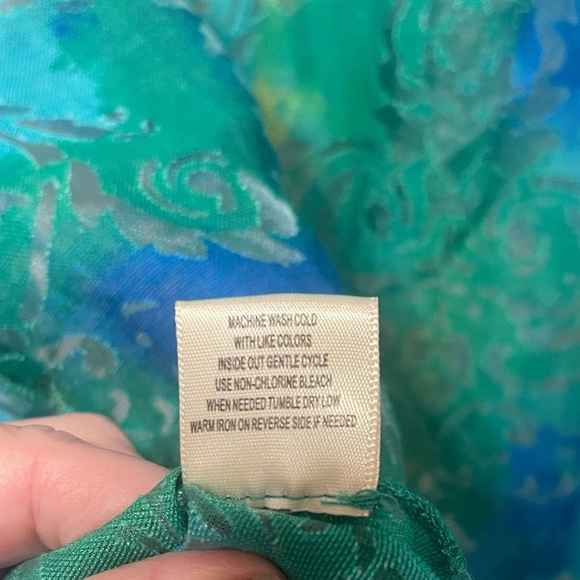 MACHINE WASH COLD
WITH LIKE COLORS
INSIDE OUT GENTLE CYCLE
USE NON-CHLORINE BLEACH
WHEN NEEDED TUMBLE DRY LOW
WARM IRON ON REVERSE SIDE IF NEEDED